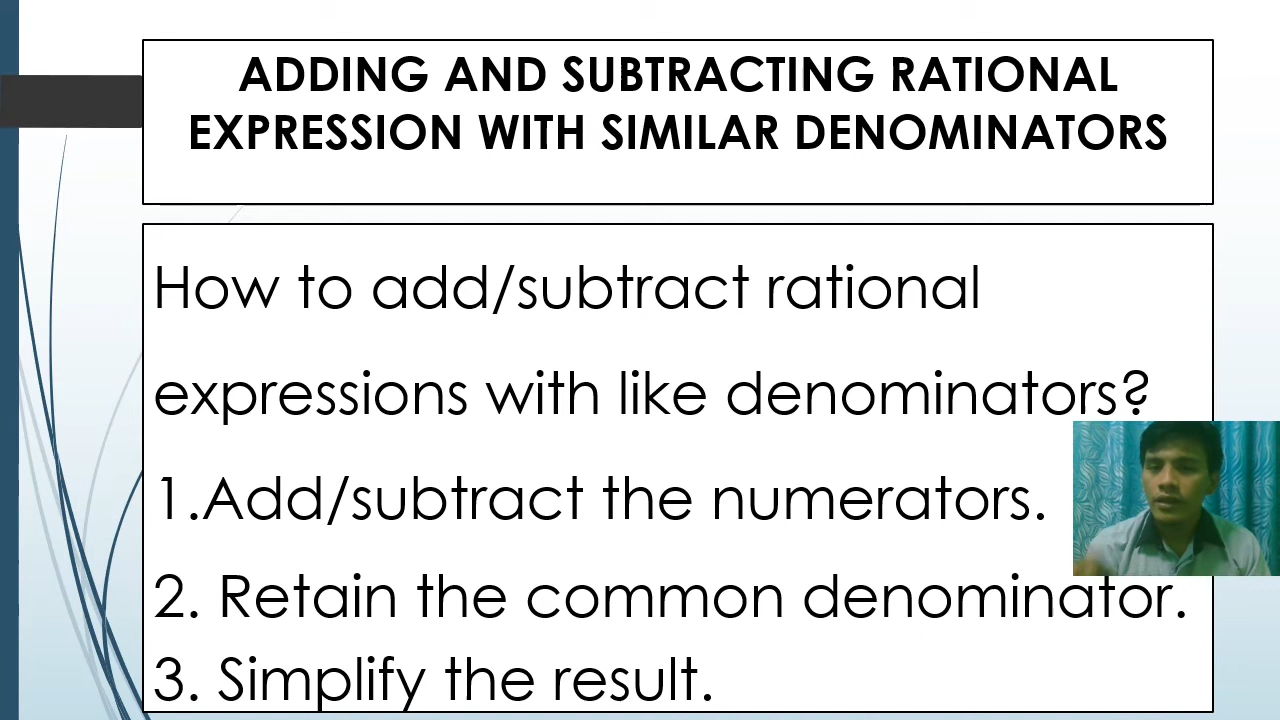 ADDING AND SUBTRACTING RATIONAL
EXPRESSION WITH SIMILAR DENOMINATORS
How to add/subtract rational
expressions with like denominators?
1.Add/subtract the numerators.
2. Retain the common denominator.
3. Simplify the result.